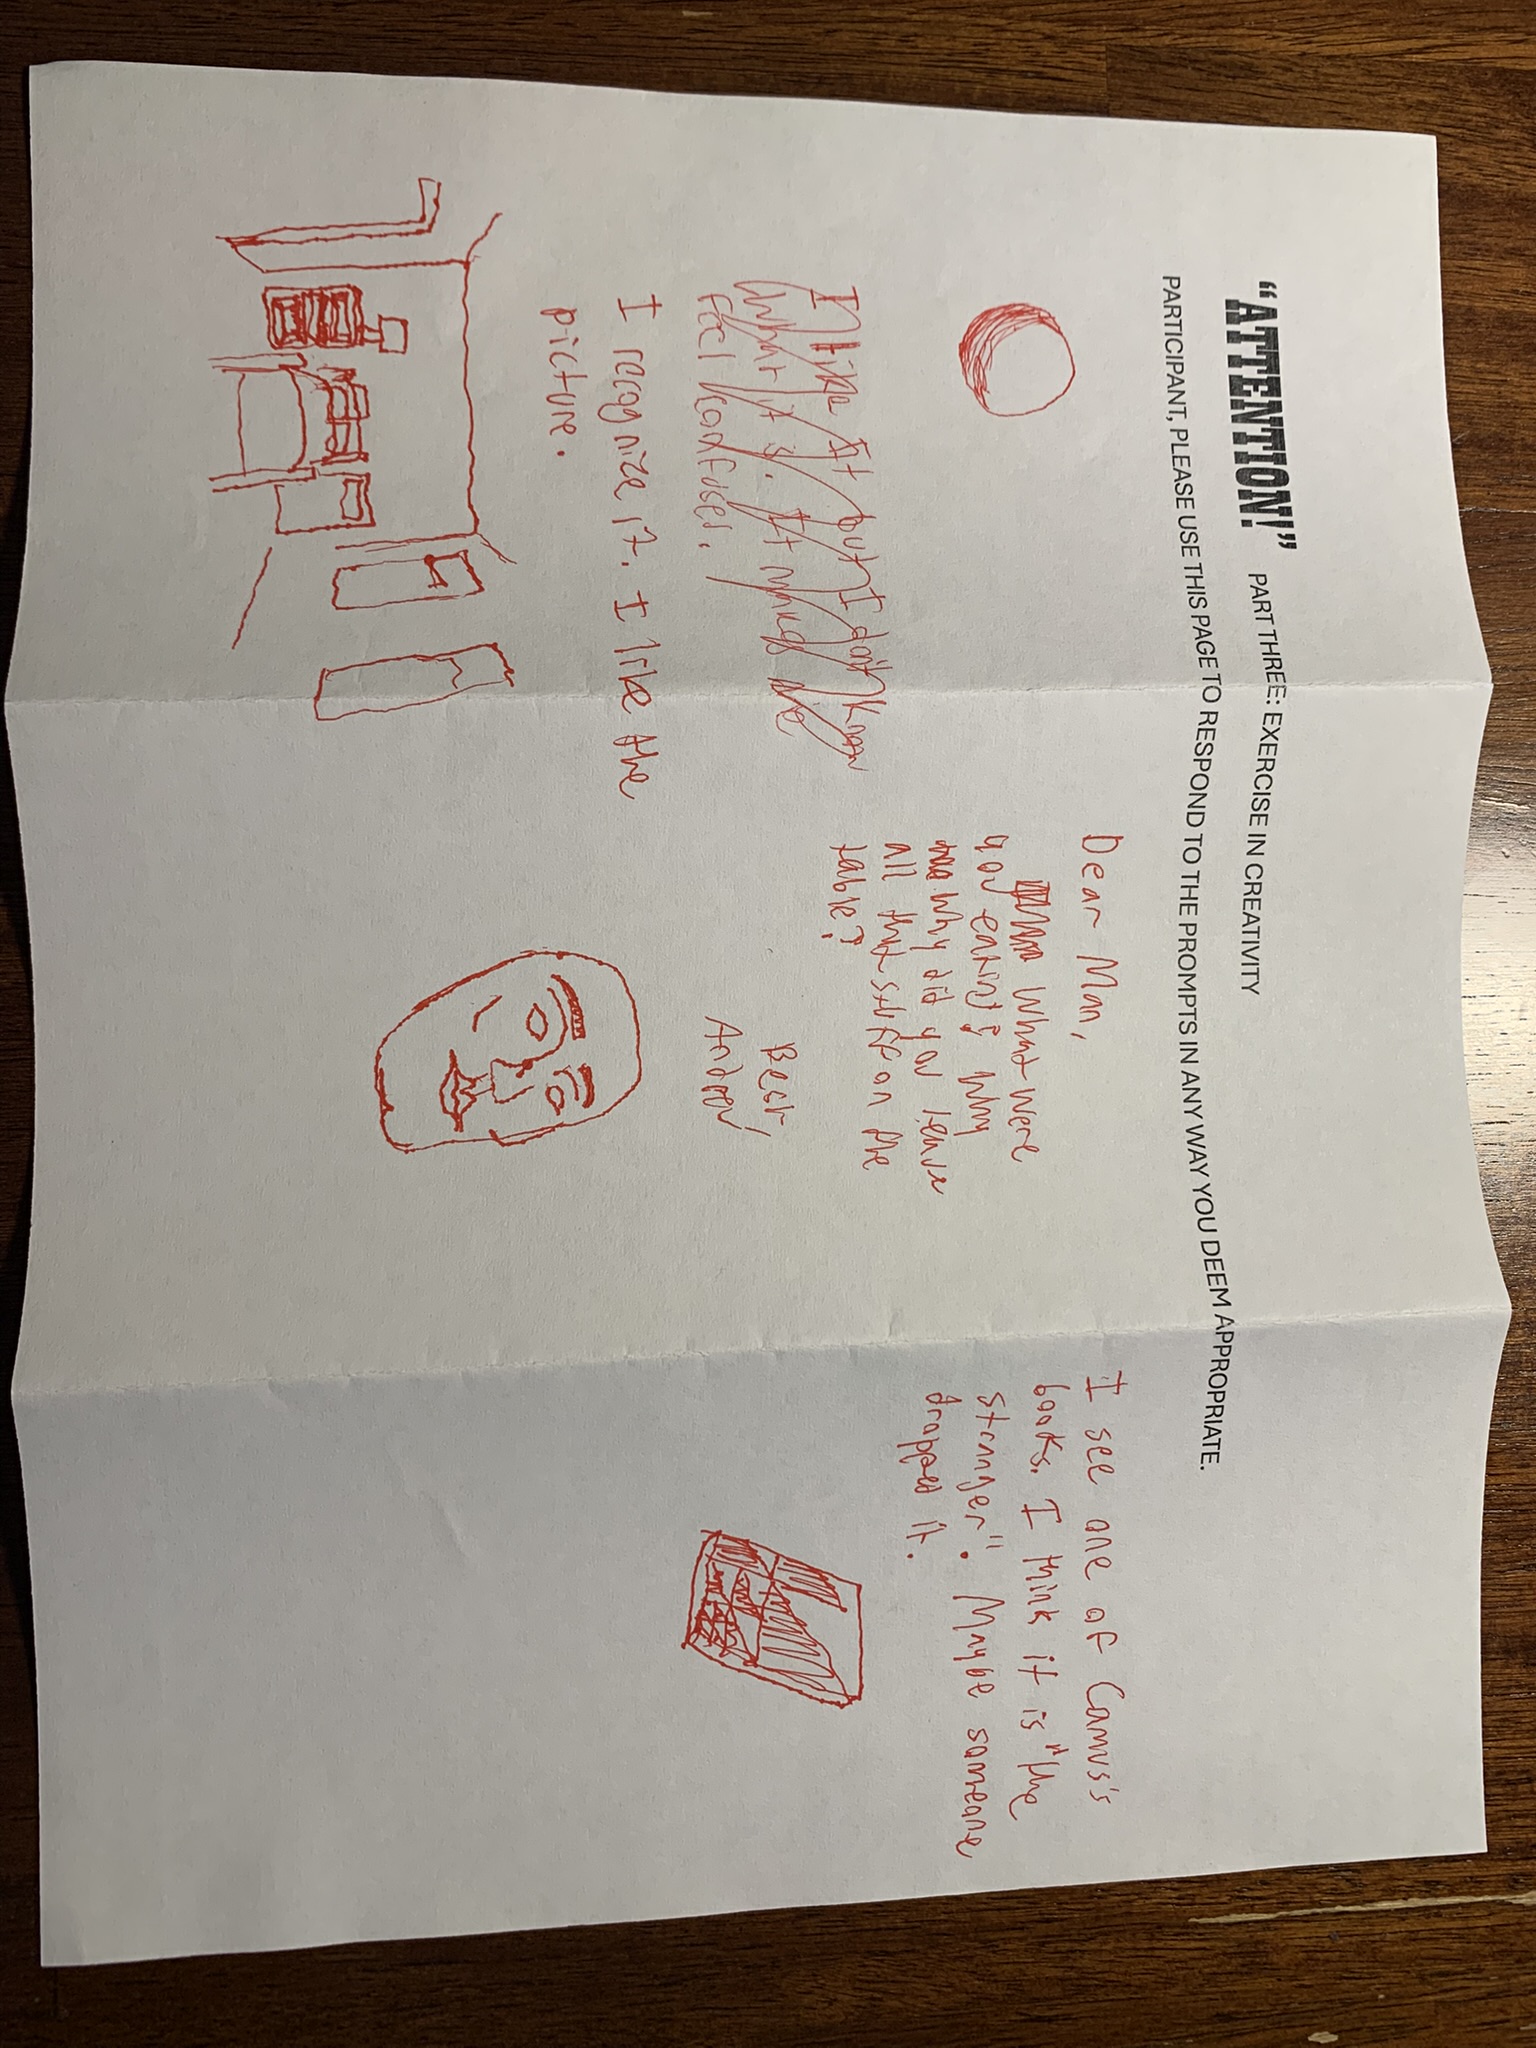 “ATTENTION!” PART THREE: EXERCISE IN CREATIVITY
PARTICIPANT, PLEASE USE THIS PAGE TO RESPOND TO THE PROMPTS IN ANY WAY YOU DEEM APPROPRIATE.
I like it but I don't know
what it is. It makes me
feel confused.
I recognize it. I like the
picture.
Dear Man,
What were
you eating? Why
Why did you leave
all that stuff on the
table?
Best,
Andrew
I see one of Camus's
books. I think it is "the
stranger". Maybe someone
dropped it.